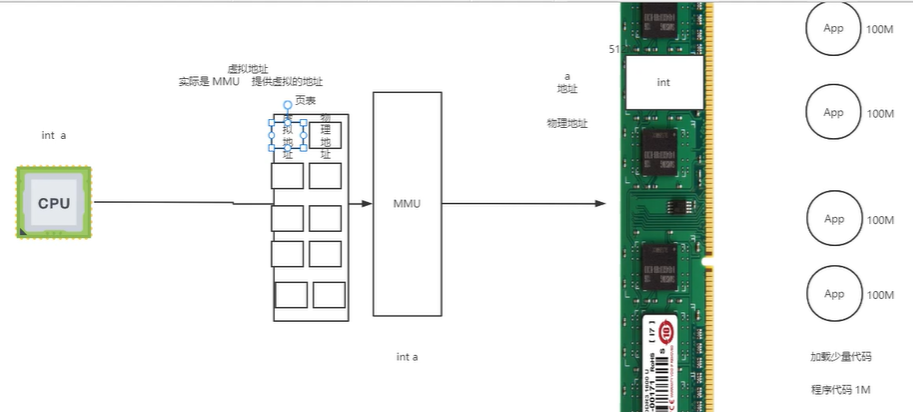 App 100M
51
虚拟地址
实际是 MMU 提供虚拟的地址
a
地址
int
页表
虚拟地址
物理地址
物理地址
App 100M
int a
CPU
MMU
App 100M
App 100M
int a
加载少量代码
程序代码 1M